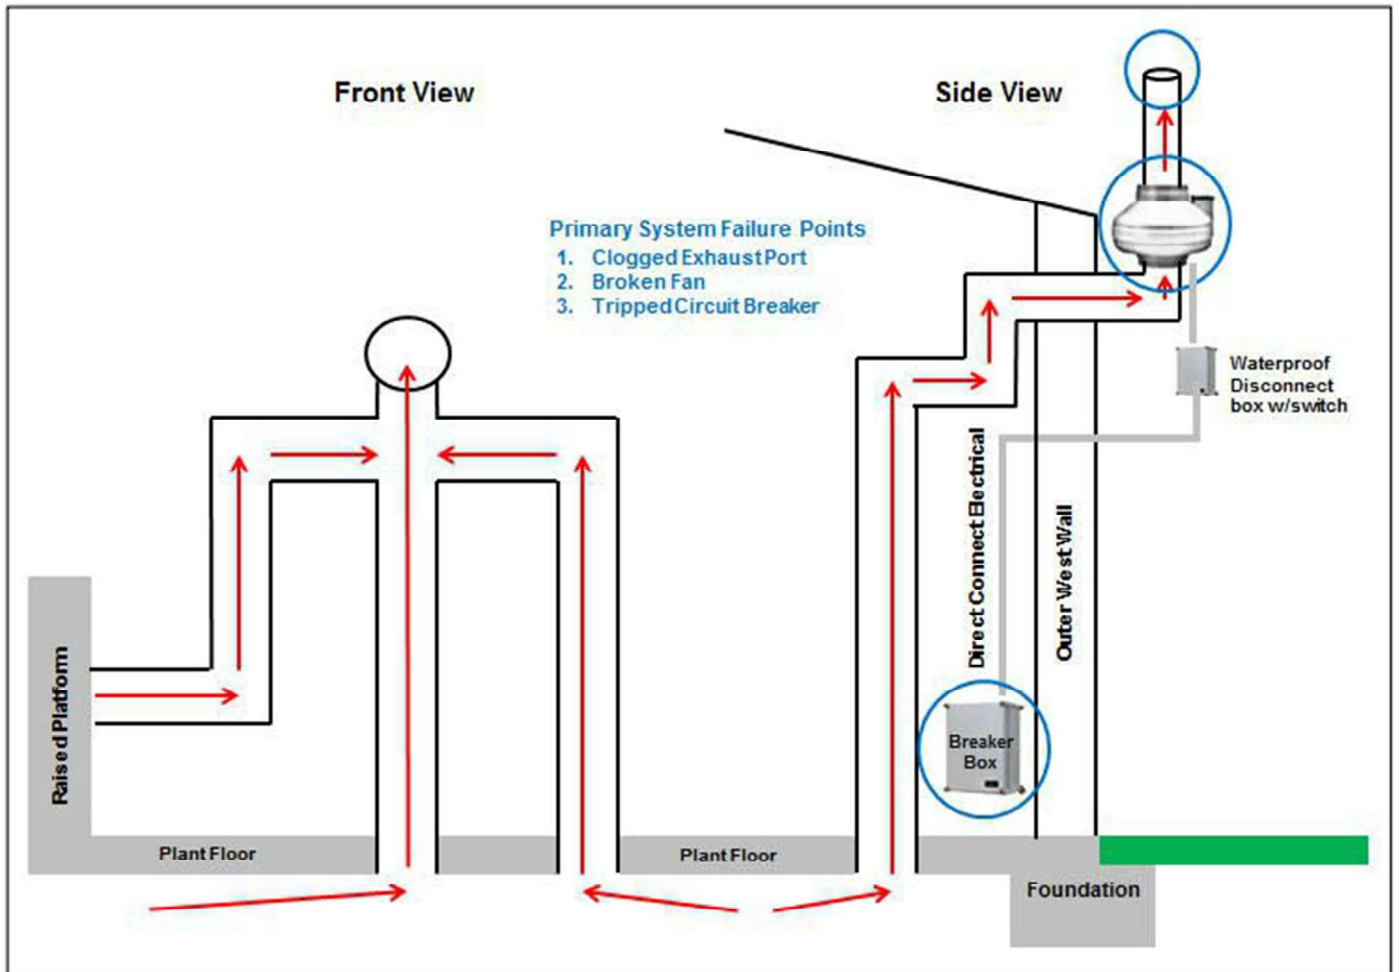 Front View
Side View
Primary System Failure Points
1. Clogged Exhaust Port
2. Broken Fan
3. Tripped Circuit Breaker
Waterproof
Disconnect
box w/switch
Direct Connect Electrical
Outer West Wall
Raised Platform
Breaker
Box
Plant Floor
Plant Floor
Foundation